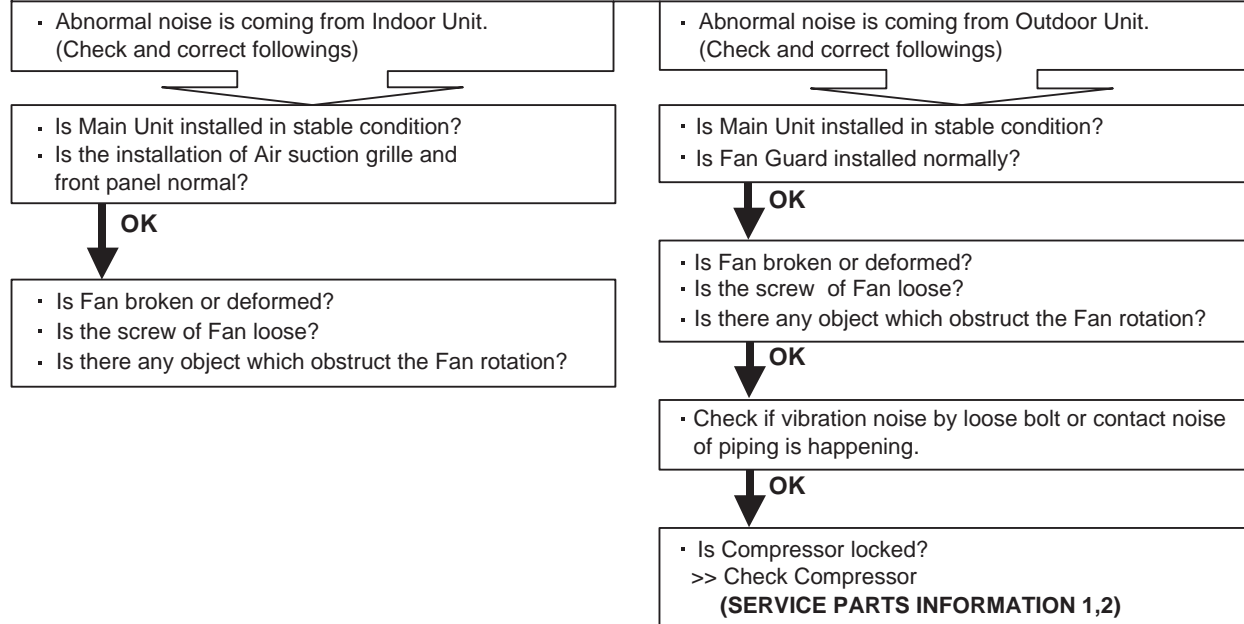 · Abnormal noise is coming from Indoor Unit.
(Check and correct followings)
· Is Main Unit installed in stable condition?
· Is the installation of Air suction grille and
front panel normal?
OK
· Is Fan broken or deformed?
· Is the screw of Fan loose?
· Is there any object which obstruct the Fan rotation?
· Abnormal noise is coming from Outdoor Unit.
(Check and correct followings)
· Is Main Unit installed in stable condition?
· Is Fan Guard installed normally?
OK
· Is Fan broken or deformed?
· Is the screw of Fan loose?
· Is there any object which obstruct the Fan rotation?
OK
· Check if vibration noise by loose bolt or contact noise
of piping is happening.
OK
· Is Compressor locked?
>> Check Compressor
(SERVICE PARTS INFORMATION 1,2)